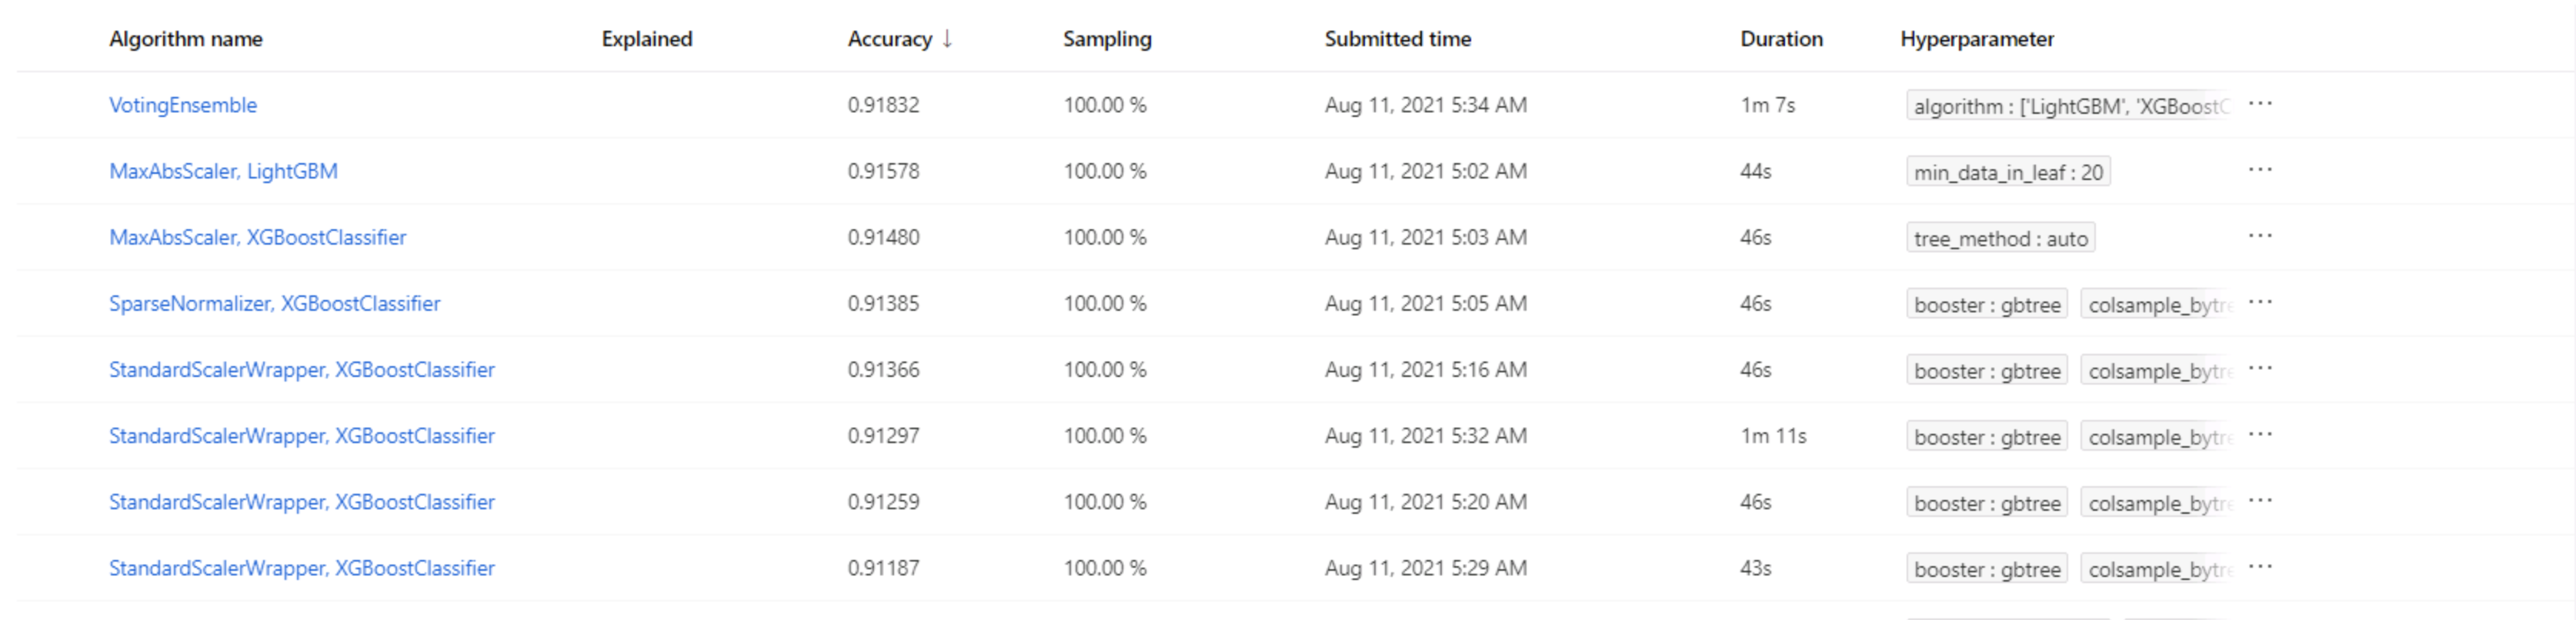 Algorithm name Explained Accuracy ↓ Sampling Submitted time Duration Hyperparameter
VotingEnsemble 0.91832 100.00 % Aug 11, 2021 5:34 AM 1m 7s algorithm : ['LightGBM', 'XGBoostC ...
MaxAbsScaler, LightGBM 0.91578 100.00 % Aug 11, 2021 5:02 AM 44s min_data_in_leaf : 20 ...
MaxAbsScaler, XGBoostClassifier 0.91480 100.00 % Aug 11, 2021 5:03 AM 46s tree_method : auto ...
SparseNormalizer, XGBoostClassifier 0.91385 100.00 % Aug 11, 2021 5:05 AM 46s booster : gbtree colsample_bytre ...
StandardScalerWrapper, XGBoostClassifier 0.91366 100.00 % Aug 11, 2021 5:16 AM 46s booster : gbtree colsample_bytre ...
StandardScalerWrapper, XGBoostClassifier 0.91297 100.00 % Aug 11, 2021 5:32 AM 1m 11s booster : gbtree colsample_bytre ...
StandardScalerWrapper, XGBoostClassifier 0.91259 100.00 % Aug 11, 2021 5:20 AM 46s booster : gbtree colsample_bytre ...
StandardScalerWrapper, XGBoostClassifier 0.91187 100.00 % Aug 11, 2021 5:29 AM 43s booster : gbtree colsample_bytre ...